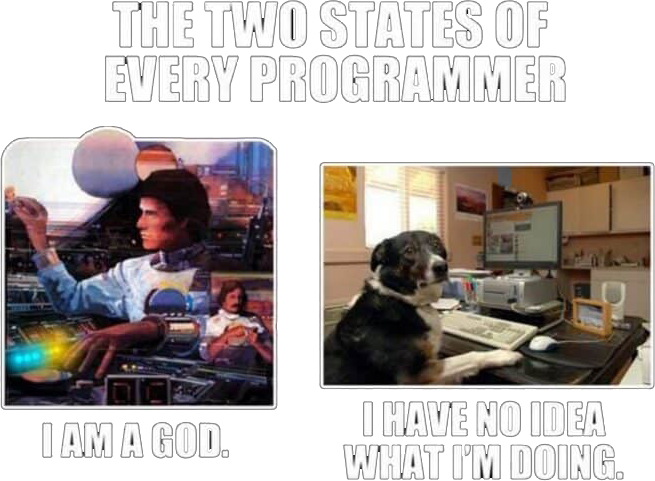 THE TWO STATES OF
EVERY PROGRAMMER
I AM A GOD.
I HAVE NO IDEA
WHAT I'M DOING.